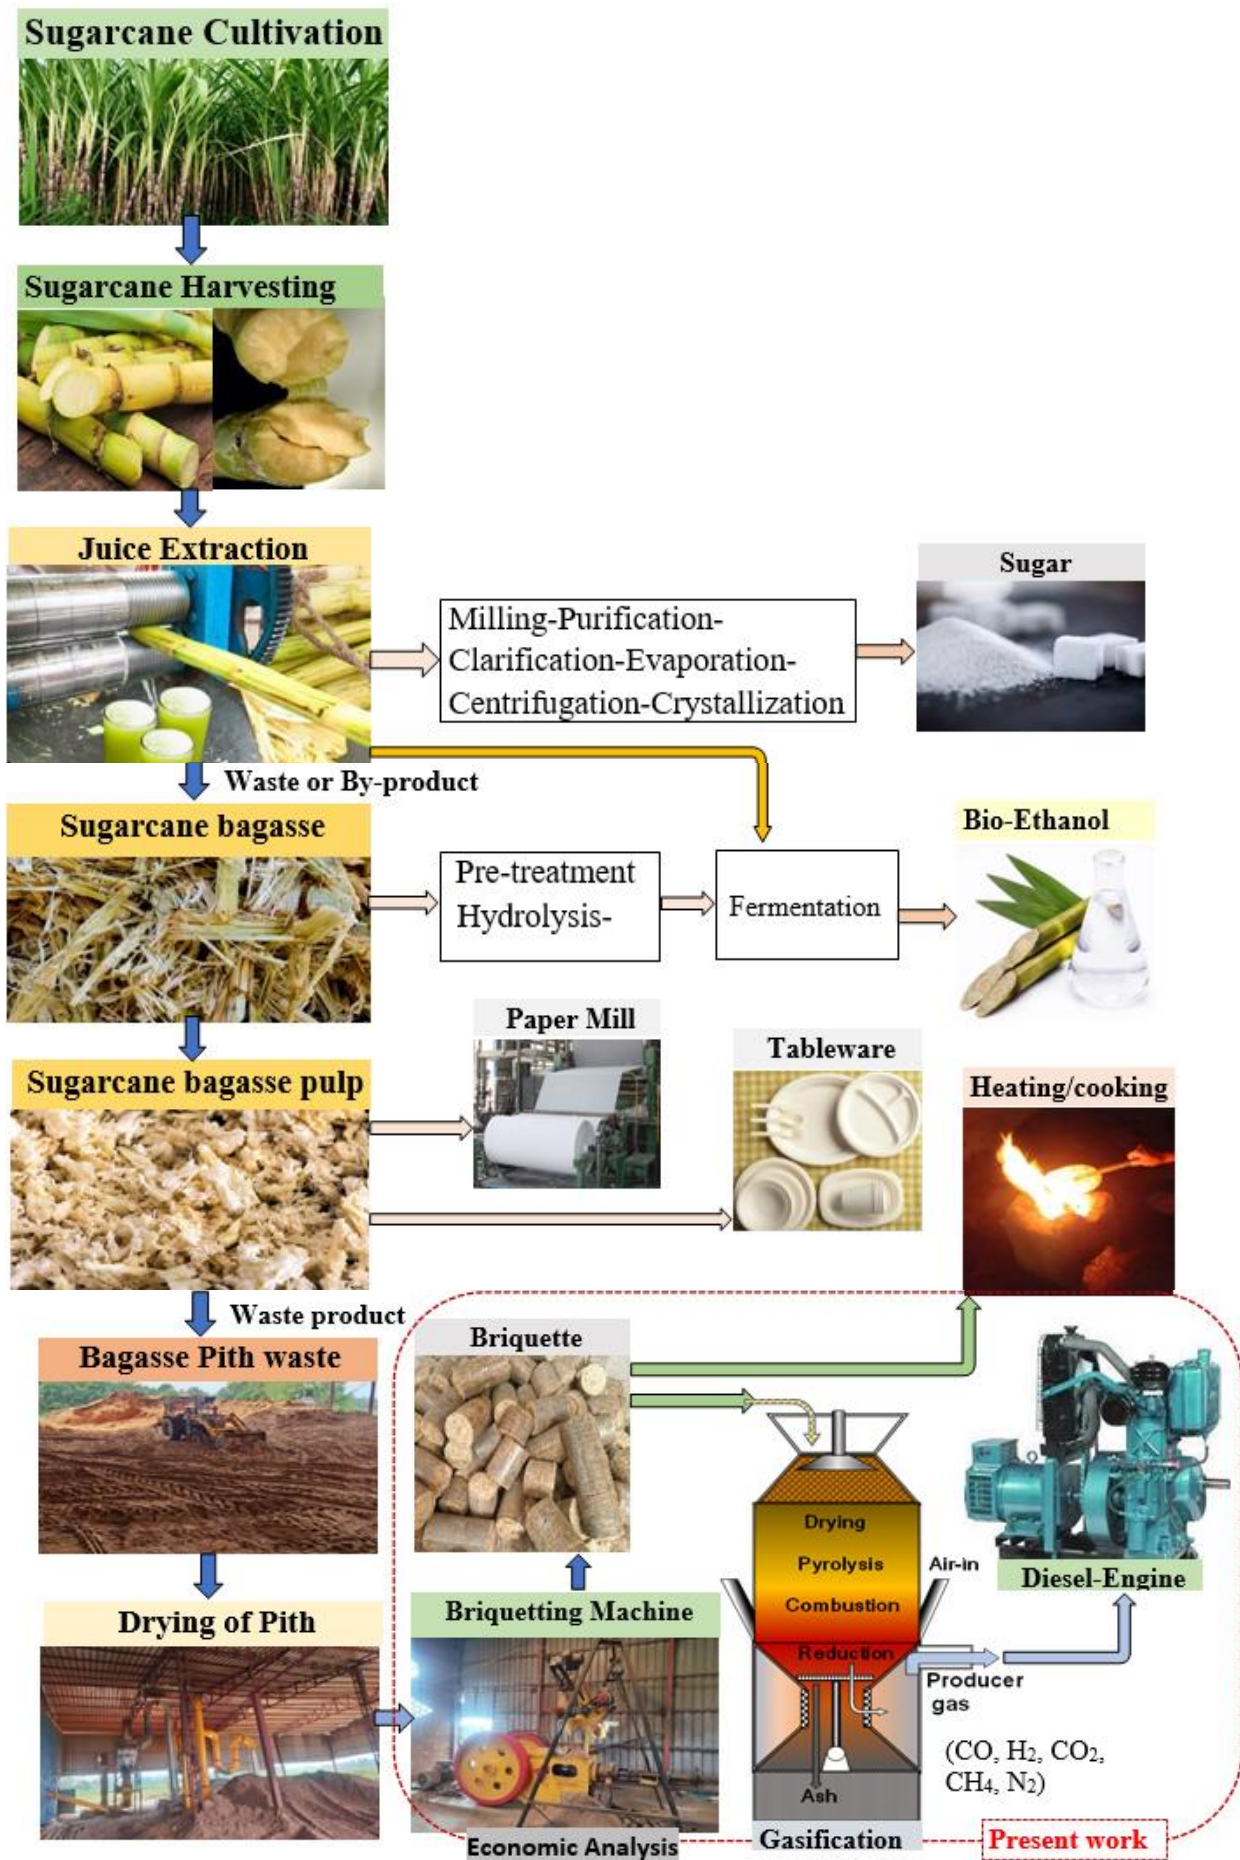 Sugarcane Cultivation
Sugarcane Harvesting
Juice Extraction
Milling-Purification-
Clarification-Evaporation-
Centrifugation-Crystallization
Sugar
Waste or By-product
Sugarcane bagasse
Pre-treatment
Hydrolysis-
Fermentation
Bio-Ethanol
Paper Mill
Tableware
Sugarcane bagasse pulp
Heating/cooking
Waste product
Bagasse Pith waste
Briquette
Drying
Pyrolysis
Combustion
Reduction
Air-in
Diesel-Engine
Drying of Pith
Briquetting Machine
Producer
gas
(CO, H₂, CO₂,
CH₄, N₂)
Ash
Economic Analysis
Gasification
Present work